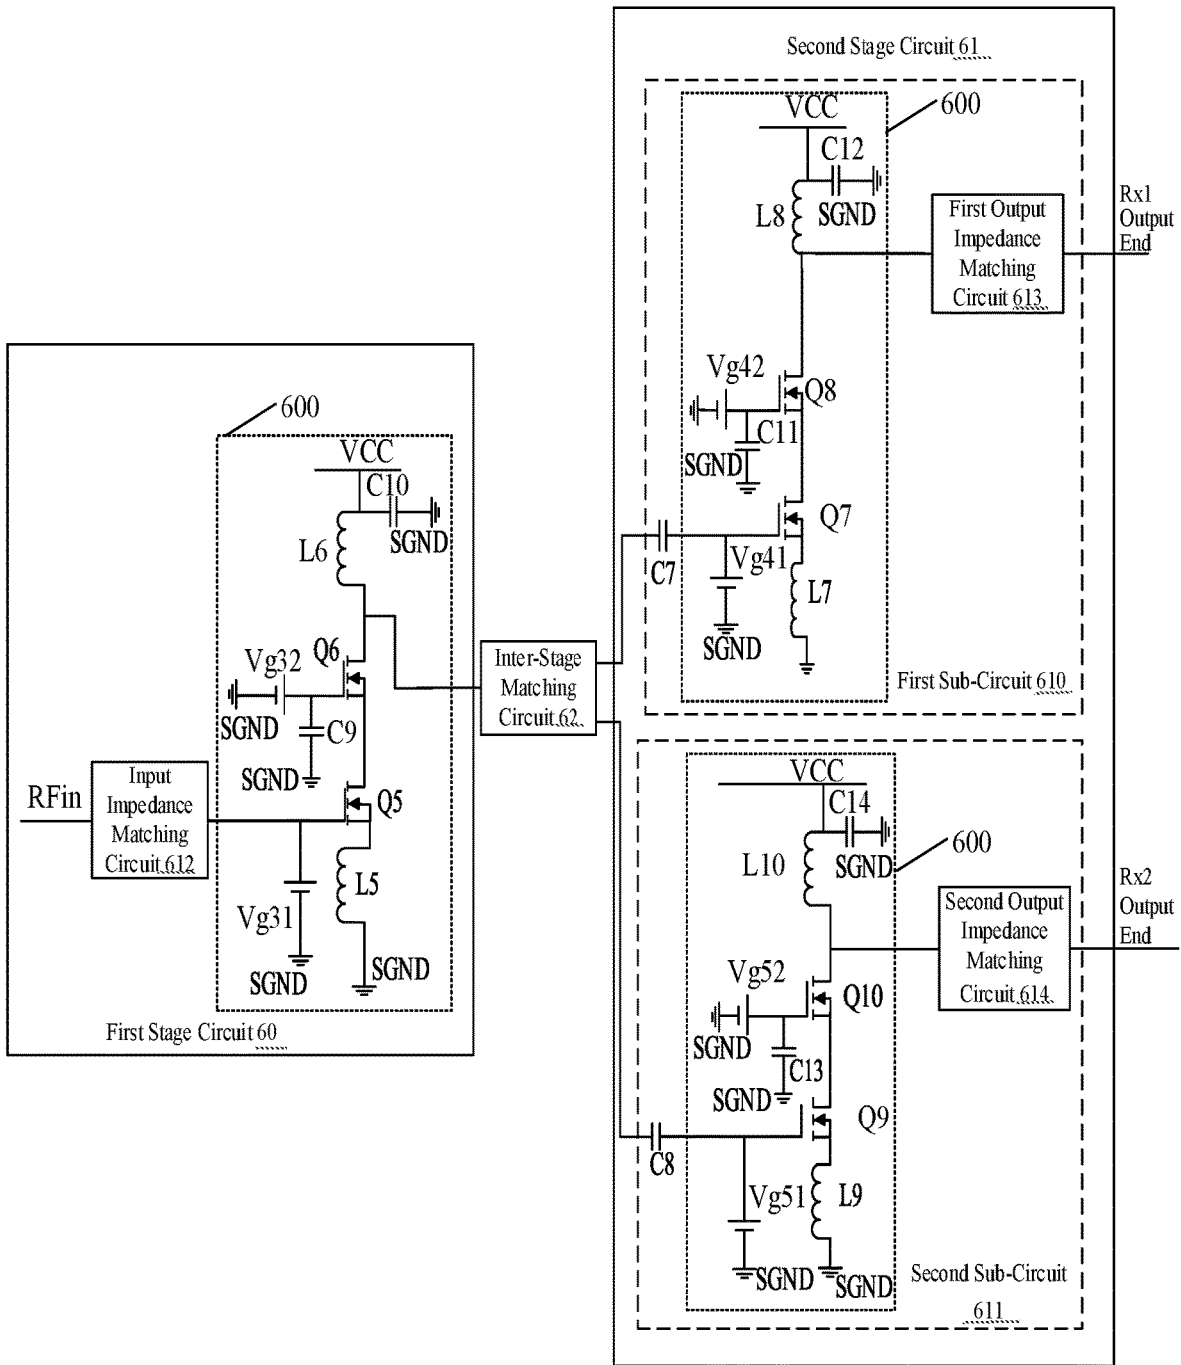 Second Stage Circuit 61
600
VCC
C12
SGND
L8
First Output
Impedance
Matching
Circuit 613
Rx1
Output
End
Vg42
Q8
C11
SGND
Q7
C7
Vg41
L7
SGND
First Sub-Circuit 610
600
VCC
C10
SGND
L6
Q6
Vg32
SGND
C9
SGND
Inter-Stage
Matching
Circuit 62
RFin
Input
Impedance
Matching
Circuit 612
Q5
L5
Vg31
SGND
SGND
First Stage Circuit 60
VCC
C14
SGND
600
L10
Second Output
Impedance
Matching
Circuit 614
Rx2
Output
End
Vg52
Q10
SGND
C13
SGND
Q9
C8
Vg51
L9
SGND
SGND
Second Sub-Circuit
611